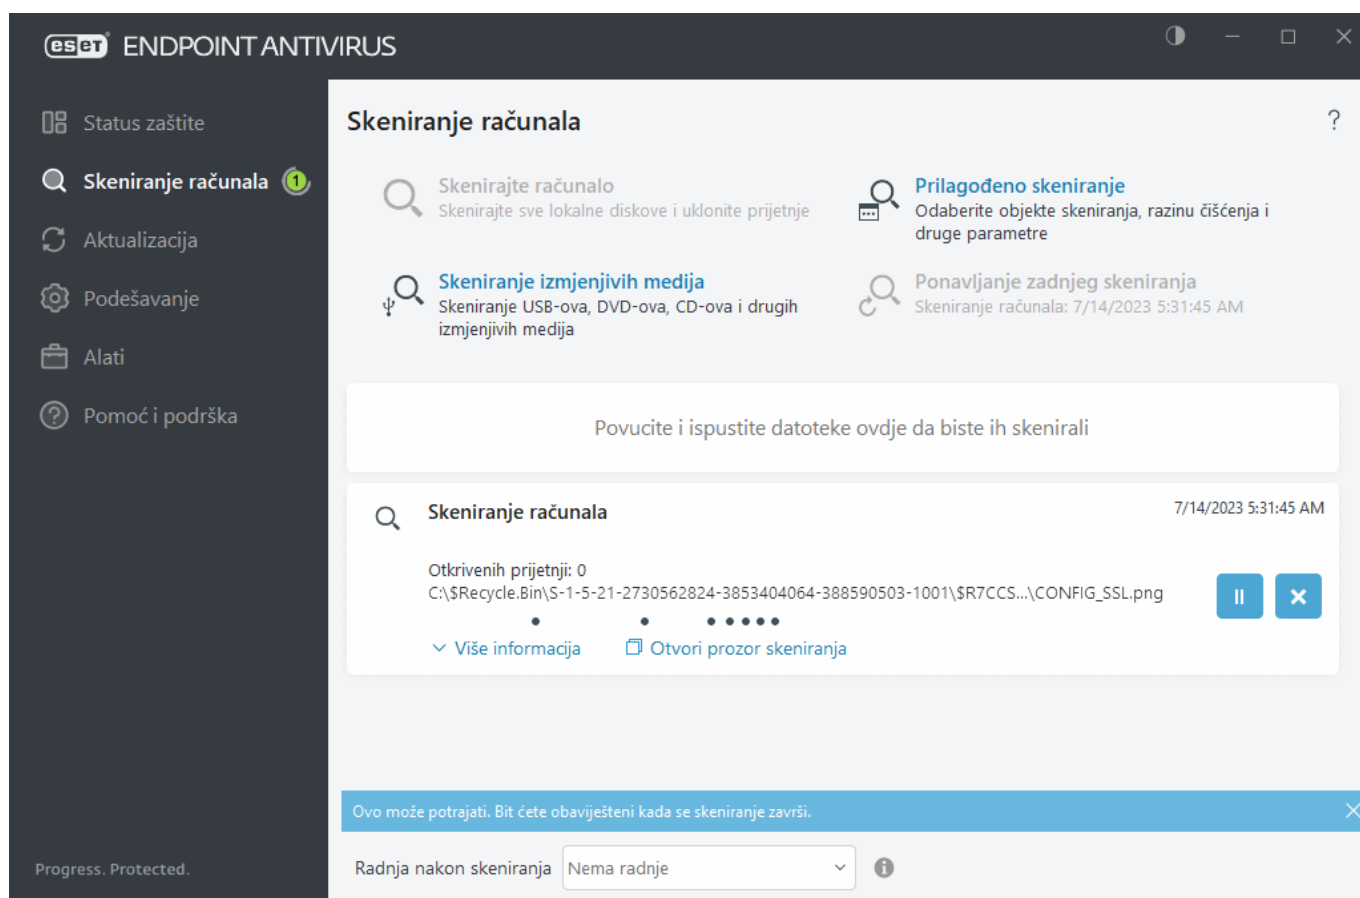 eset ENDPOINT ANTIVIRUS
Status zaštite
Skeniranje računala 1
Aktualizacija
Podešavanje
Alati
Pomoć i podrška
Progress. Protected.
Skeniranje računala
?
Skenirajte računalo
Skenirajte sve lokalne diskove i uklonite prijetnje
Prilagođeno skeniranje
Odaberite objekte skeniranja, razinu čišćenja i
druge parametre
Skeniranje izmjenjivih medija
Skeniranje USB-ova, DVD-ova, CD-ova i drugih
izmjenjivih medija
Ponavljanje zadnjeg skeniranja
Skeniranje računala: 7/14/2023 5:31:45 AM
Povucite i ispustite datoteke ovdje da biste ih skenirali
Skeniranje računala
7/14/2023 5:31:45 AM
Otkrivenih prijetnji: 0
C:\$Recycle.Bin\S-1-5-21-2730562824-3853404064-388590503-1001\$R7CCS...\CONFIG_SSL.png
Više informacija
Otvori prozor skeniranja
Ovo može potrajati. Bit ćete obaviješteni kada se skeniranje završi.
Radnja nakon skeniranja
Nema radnje